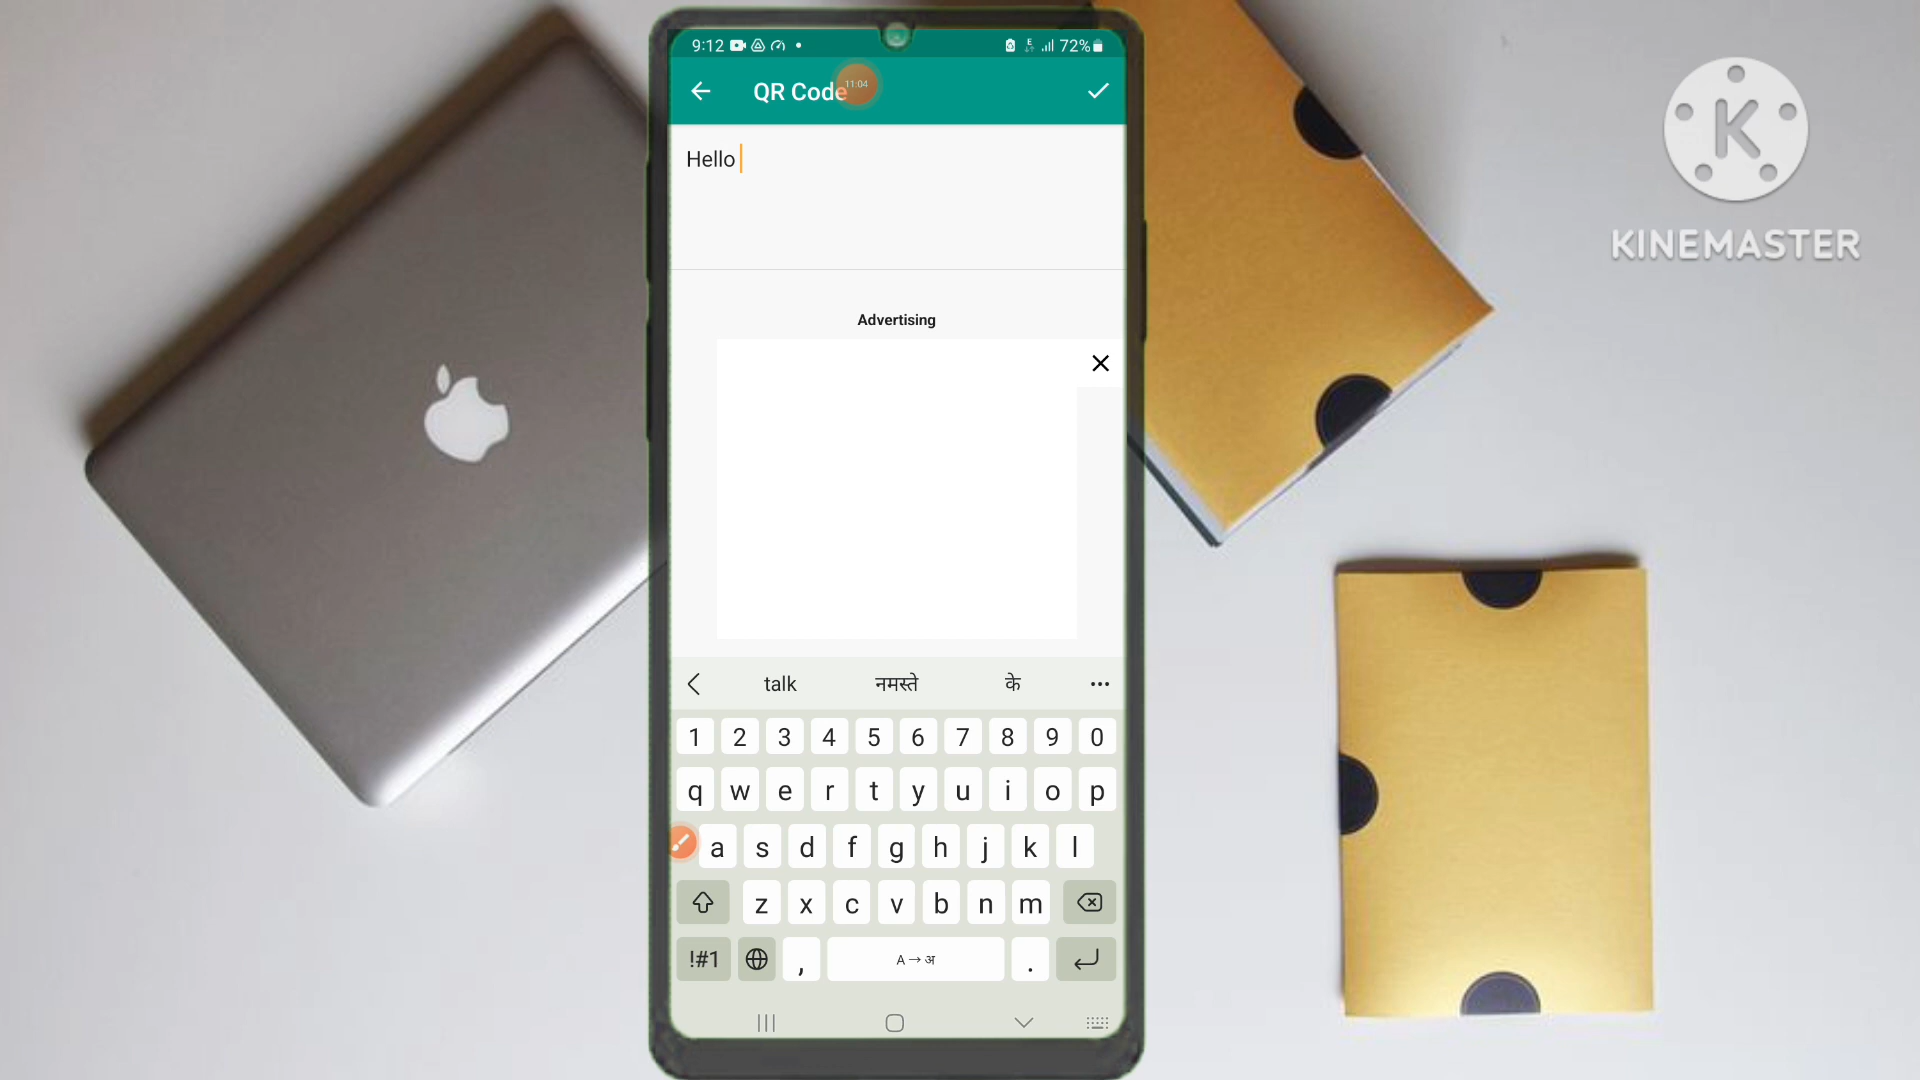 9:12 72%
QR Code 11:04
Hello
Advertising
talk नमस्ते के
1 2 3 4 5 6 7 8 9 0
q w e r t y u i o p
a s d f g h j k l
z x c v b n m
!#1 , A→अ .
K
KINEMASTER